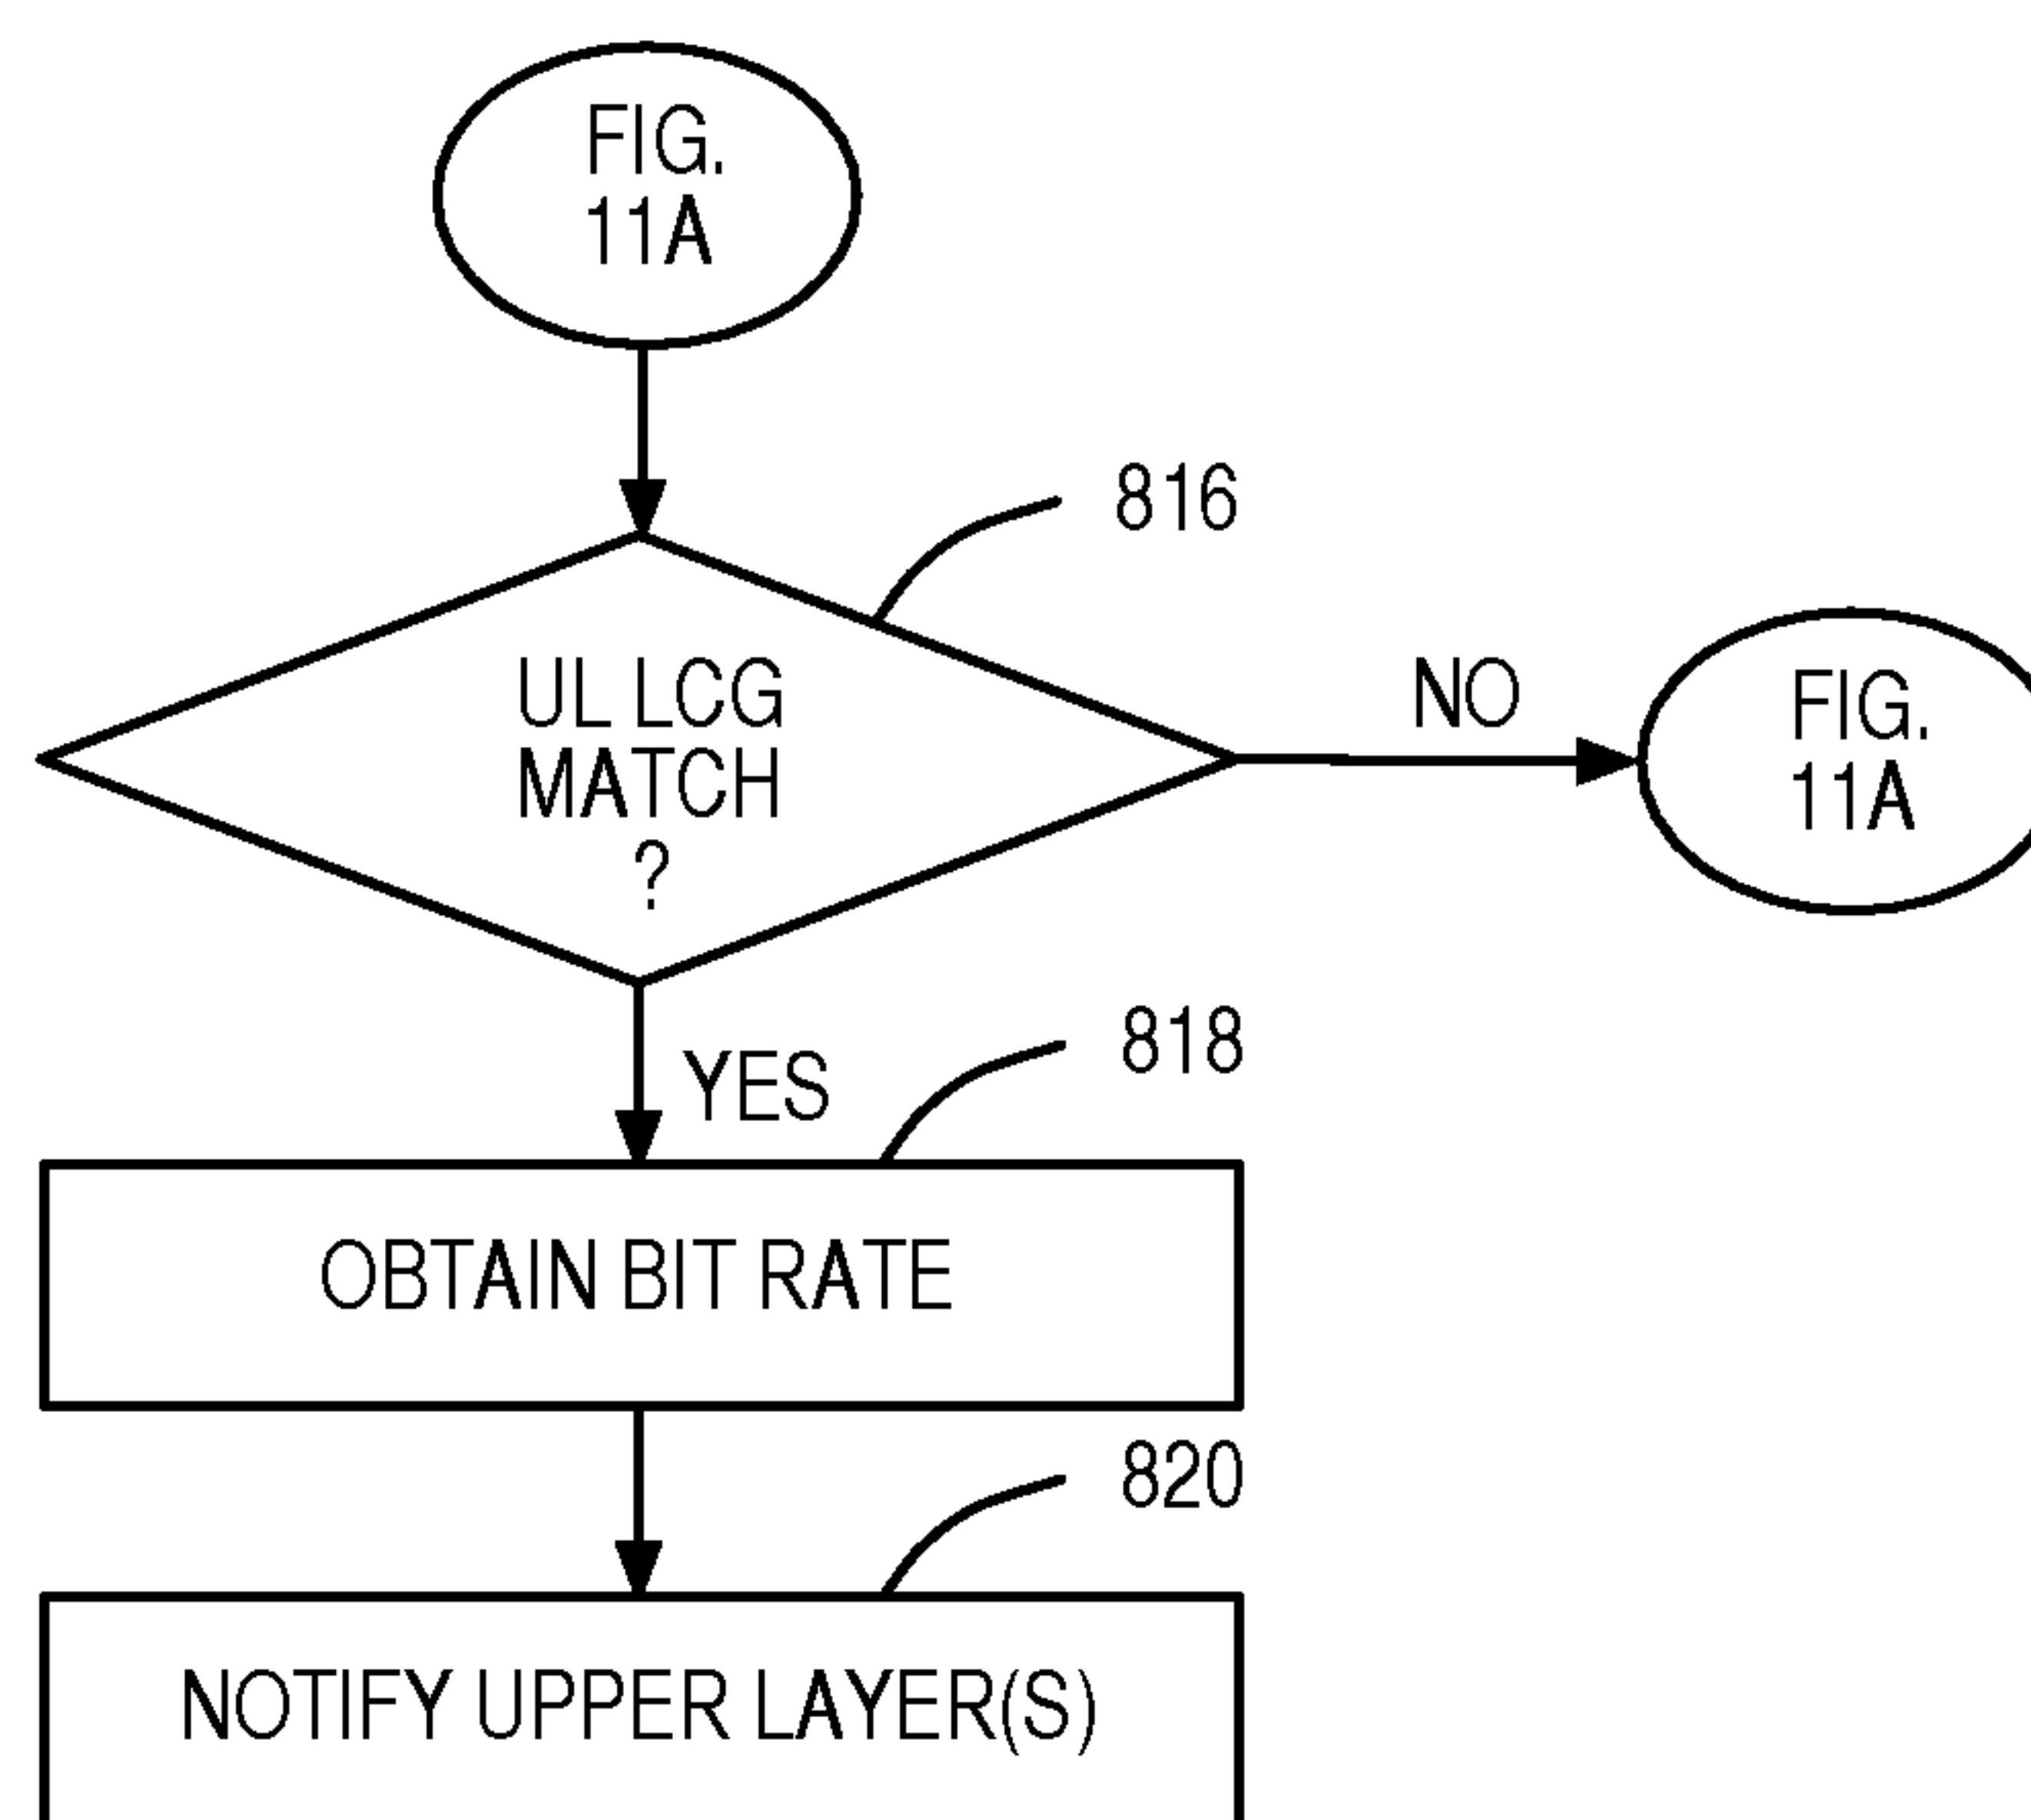 FIG.
11A
816
UL LCG
MATCH
?
NO
FIG.
11A
YES
818
OBTAIN BIT RATE
820
NOTIFY UPPER LAYER(S)